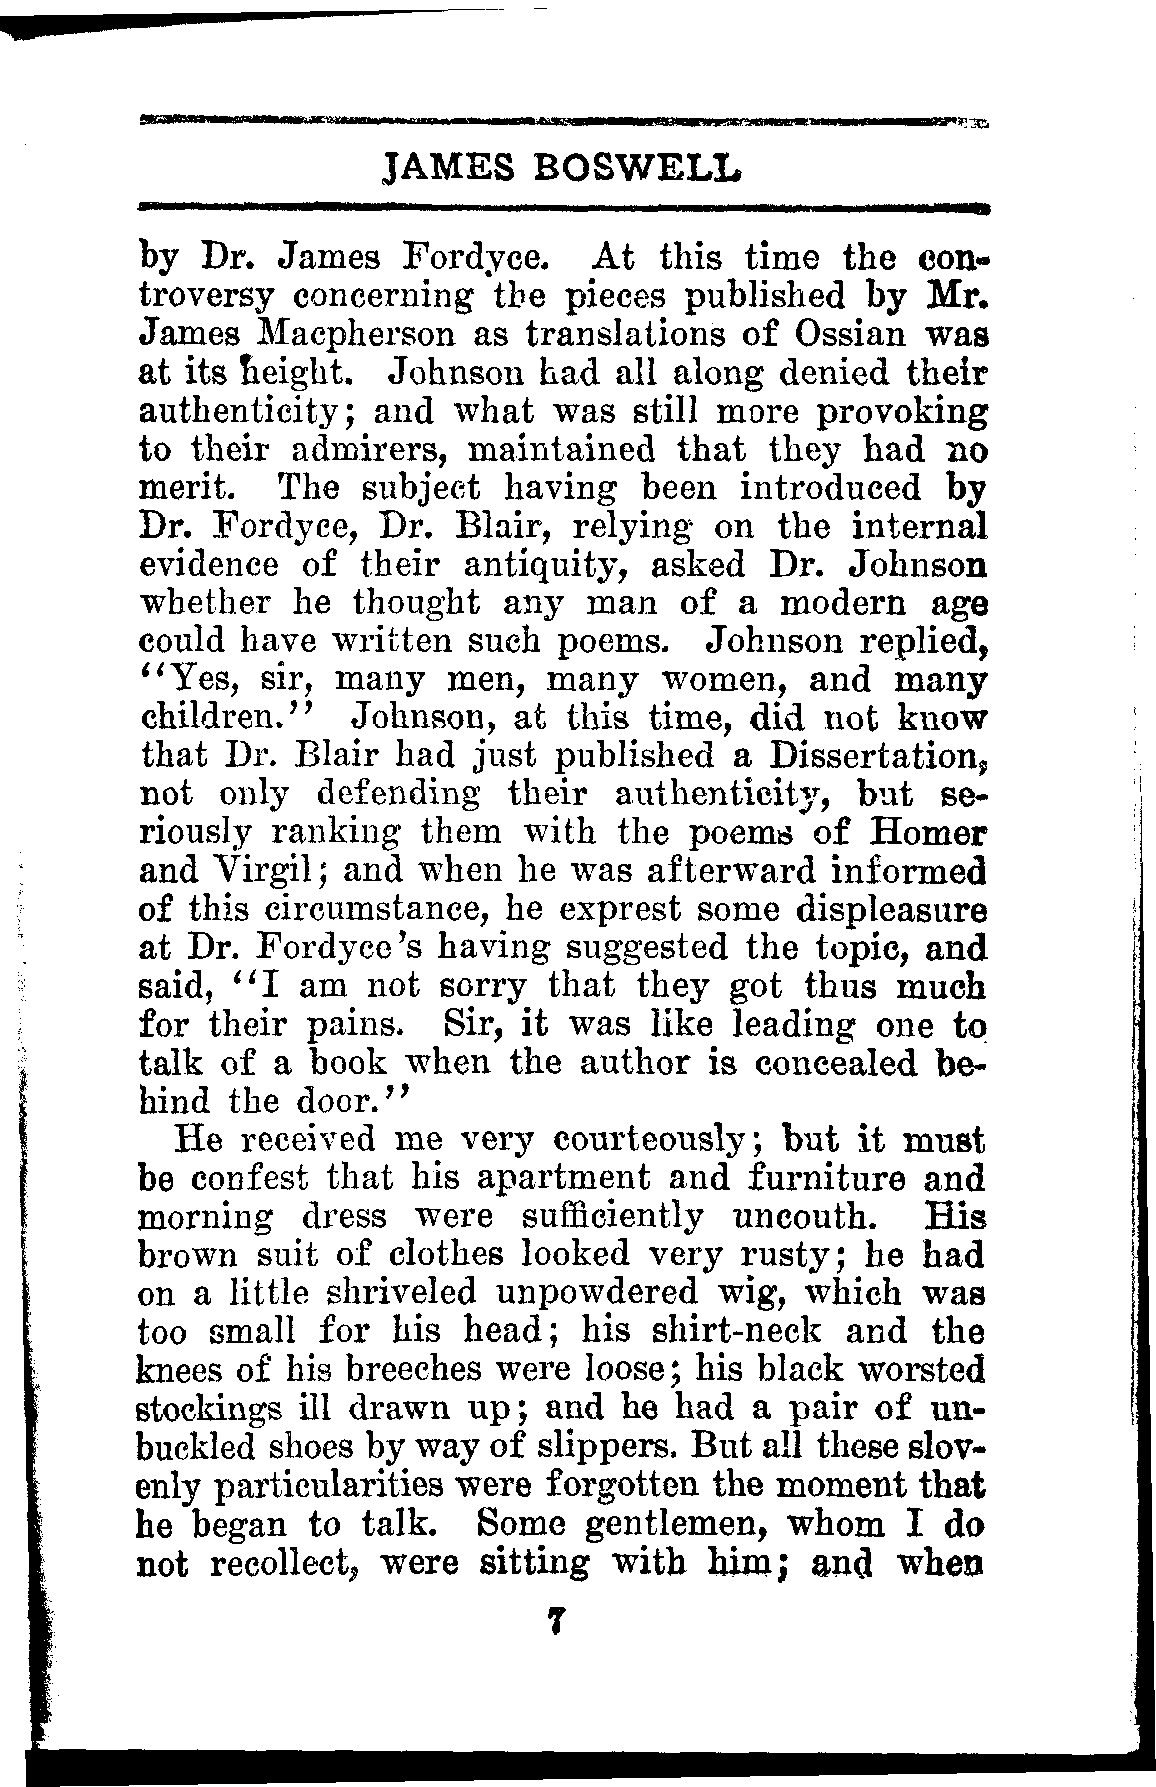 JAMES BOSWELL
by Dr. James Fordyce. At this time the con-
troversy concerning the pieces published by Mr.
James Macpherson as translations of Ossian was
at its height. Johnson had all along denied their
authenticity; and what was still more provoking
to their admirers, maintained that they had no
merit. The subject having been introduced by
Dr. Fordyce, Dr. Blair, relying on the internal
evidence of their antiquity, asked Dr. Johnson
whether he thought any man of a modern age
could have written such poems. Johnson replied,
"Yes, sir, many men, many women, and many
children." Johnson, at this time, did not know
that Dr. Blair had just published a Dissertation,
not only defending their authenticity, but se-
riously ranking them with the poems of Homer
and Virgil; and when he was afterward informed
of this circumstance, he exprest some displeasure
at Dr. Fordyce's having suggested the topic, and
said, "I am not sorry that they got thus much
for their pains. Sir, it was like leading one to
talk of a book when the author is concealed be-
hind the door."
He received me very courteously; but it must
be confest that his apartment and furniture and
morning dress were sufficiently uncouth. His
brown suit of clothes looked very rusty; he had
on a little shriveled unpowdered wig, which was
too small for his head; his shirt-neck and the
knees of his breeches were loose; his black worsted
stockings ill drawn up; and he had a pair of un-
buckled shoes by way of slippers. But all these slov-
enly particularities were forgotten the moment that
he began to talk. Some gentlemen, whom I do
not recollect, were sitting with him; and when
7